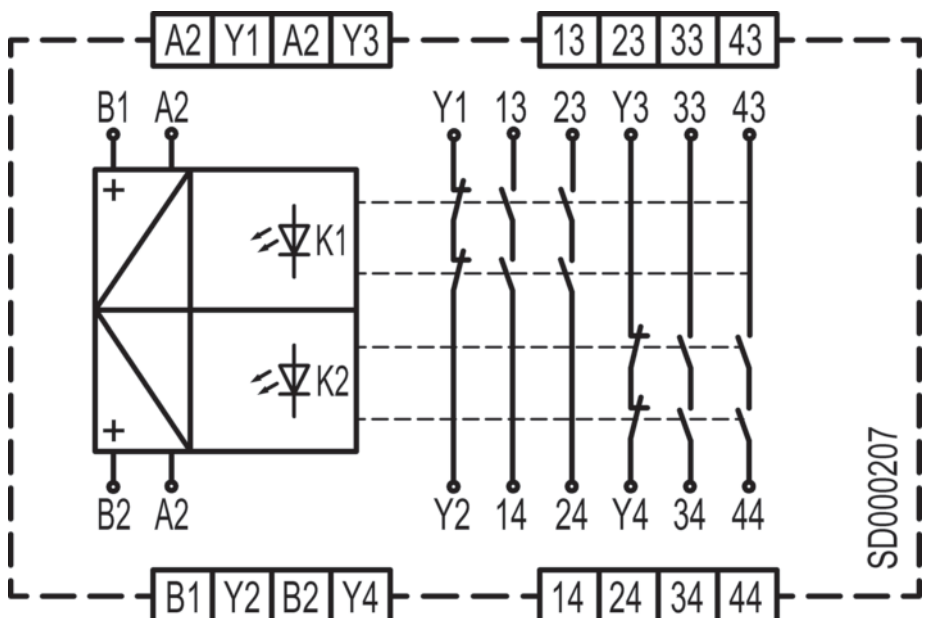 A2 Y1 A2 Y3 13 23 33 43
B1 A2 Y1 13 23 Y3 33 43
+
K1
K2
+
B2 A2 Y2 14 24 Y4 34 44
SD000207
B1 Y2 B2 Y4 14 24 34 44